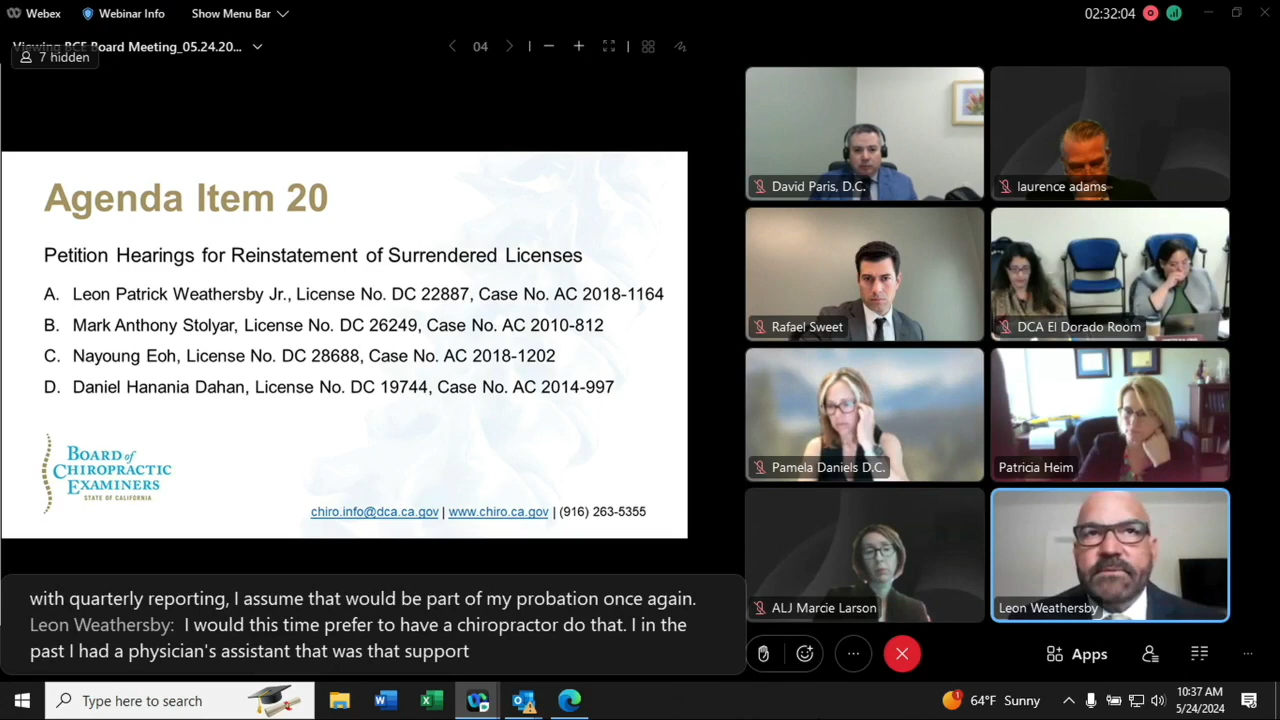 Webex
Webinar Info
Show Menu Bar
02:32:04
Viewing BCE Board Meeting_05.24.20...
7 hidden
04
Agenda Item 20
Petition Hearings for Reinstatement of Surrendered Licenses
A. Leon Patrick Weathersby Jr., License No. DC 22887, Case No. AC 2018-1164
B. Mark Anthony Stolyar, License No. DC 26249, Case No. AC 2010-812
C. Nayoung Eoh, License No. DC 28688, Case No. AC 2018-1202
D. Daniel Hanania Dahan, License No. DC 19744, Case No. AC 2014-997
BOARD of
CHIROPRACTIC
EXAMINERS
STATE OF CALIFORNIA
chiro.info@dca.ca.gov | www.chiro.ca.gov | (916) 263-5355
David Paris, D.C.
laurence adams
Rafael Sweet
DCA El Dorado Room
Pamela Daniels D.C.
Patricia Heim
ALJ Marcie Larson
Leon Weathersby
with quarterly reporting, I assume that would be part of my probation once again.
Leon Weathersby: I would this time prefer to have a chiropractor do that. I in the
past I had a physician's assistant that was that support
Apps
Type here to search
1
64°F Sunny
10:37 AM
5/24/2024